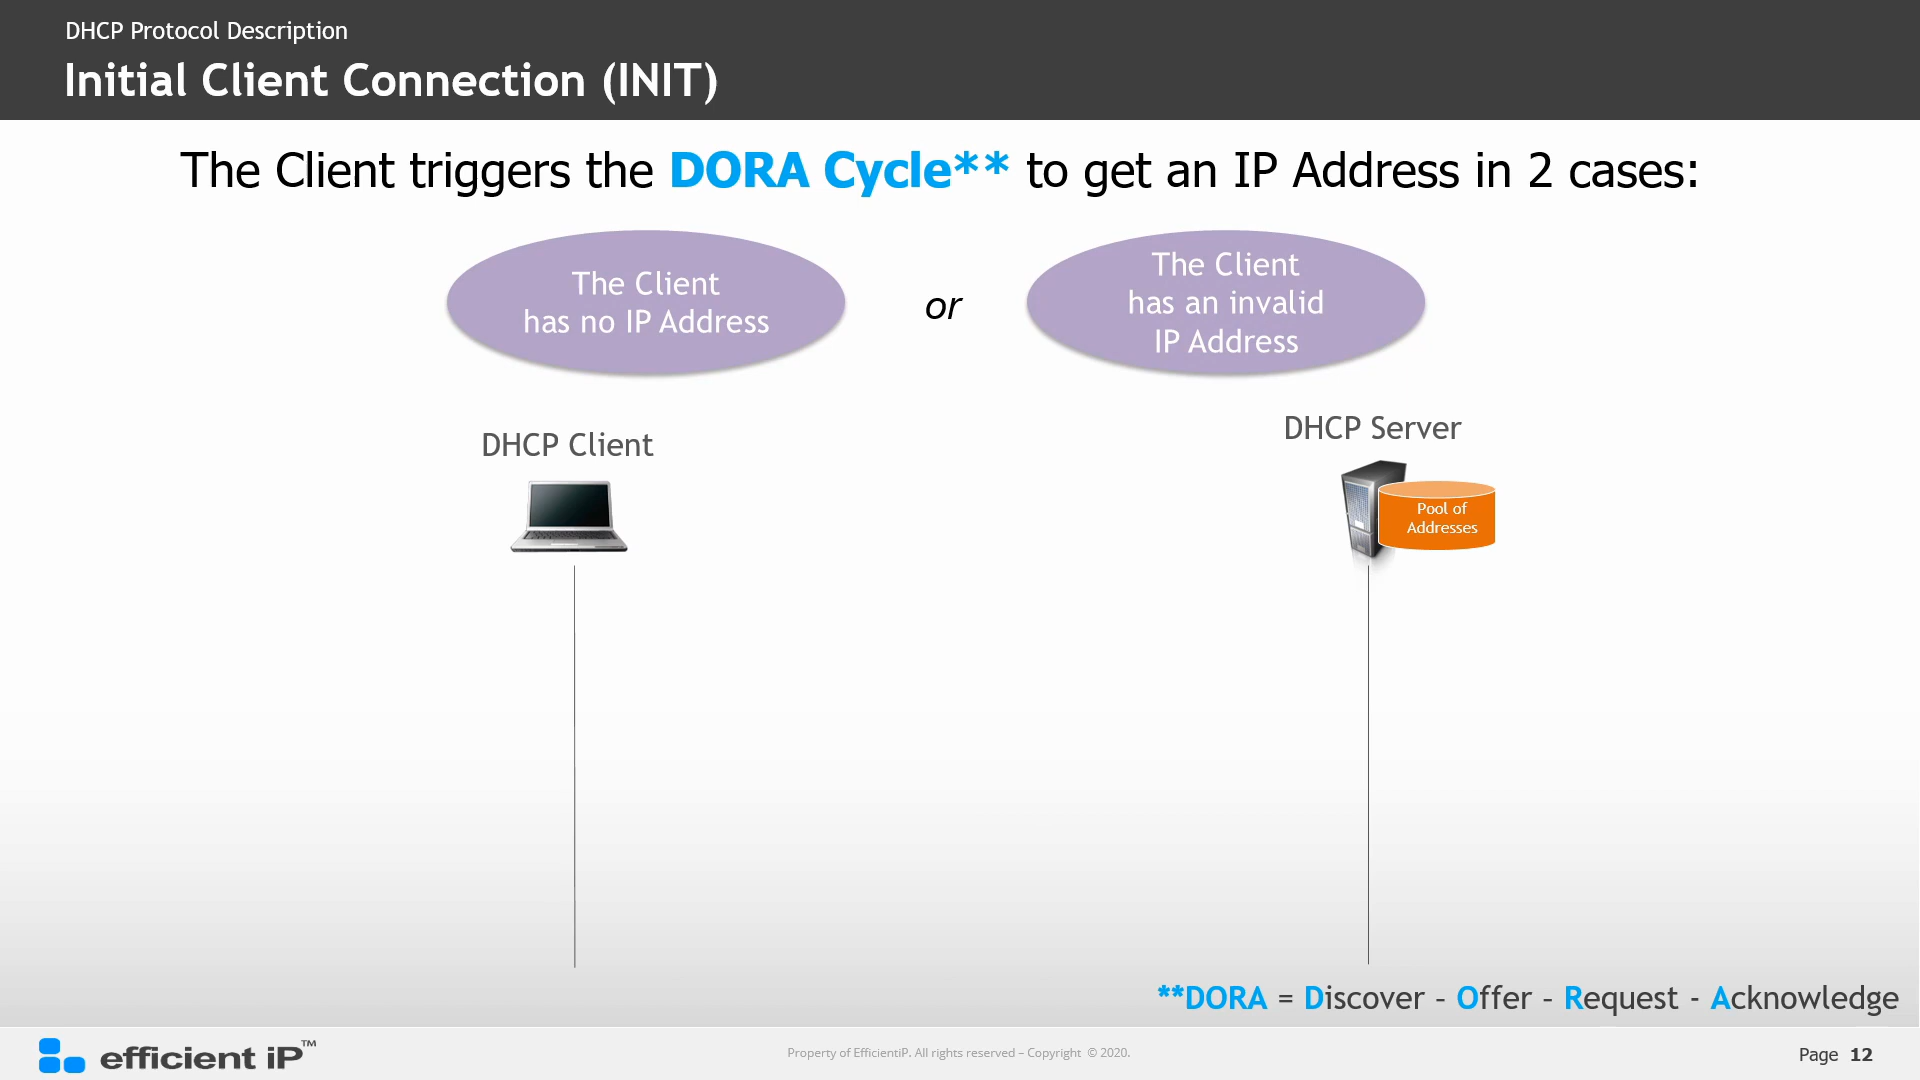 DHCP Protocol Description
Initial Client Connection (INIT)
The Client triggers the DORA Cycle** to get an IP Address in 2 cases:
The Client
has no IP Address
or
The Client
has an invalid
IP Address
DHCP Client
DHCP Server
Pool of
Addresses
**DORA = Discover – Offer – Request - Acknowledge
efficient iP™
Property of EfficientiP. All rights reserved – Copyright © 2020.
Page 12